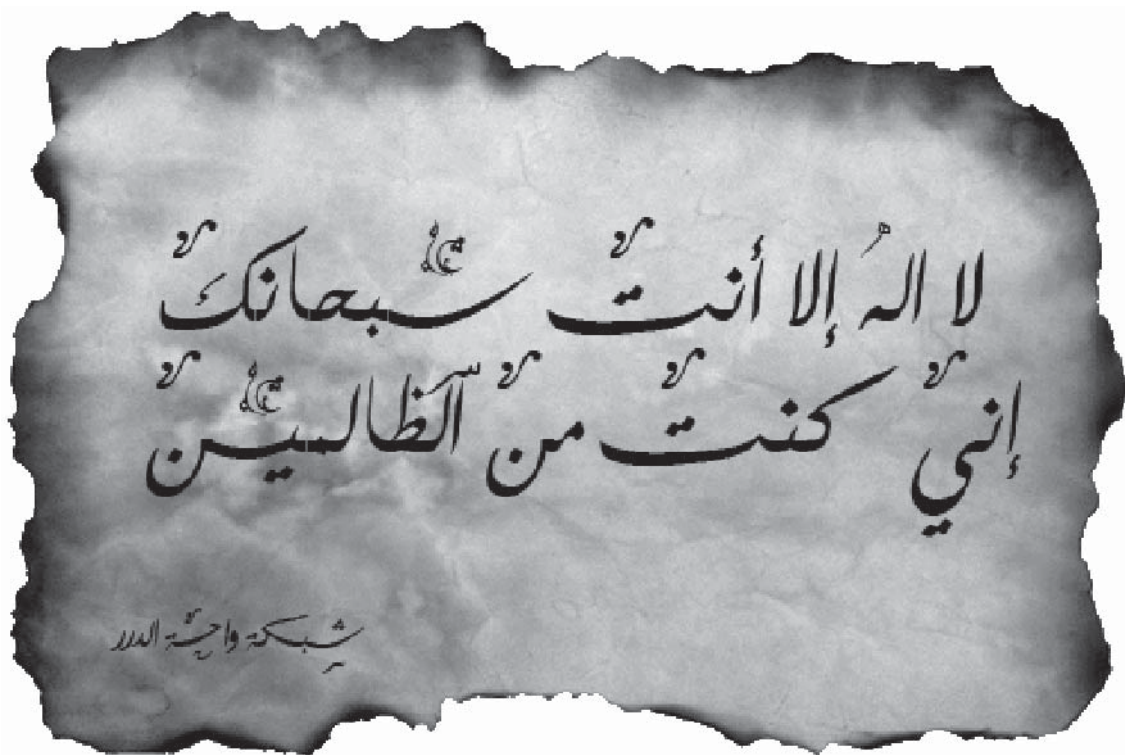 لا اله إلا أنت سبحانك
إني كنت من الظالمين
شبكة واحة الدرر